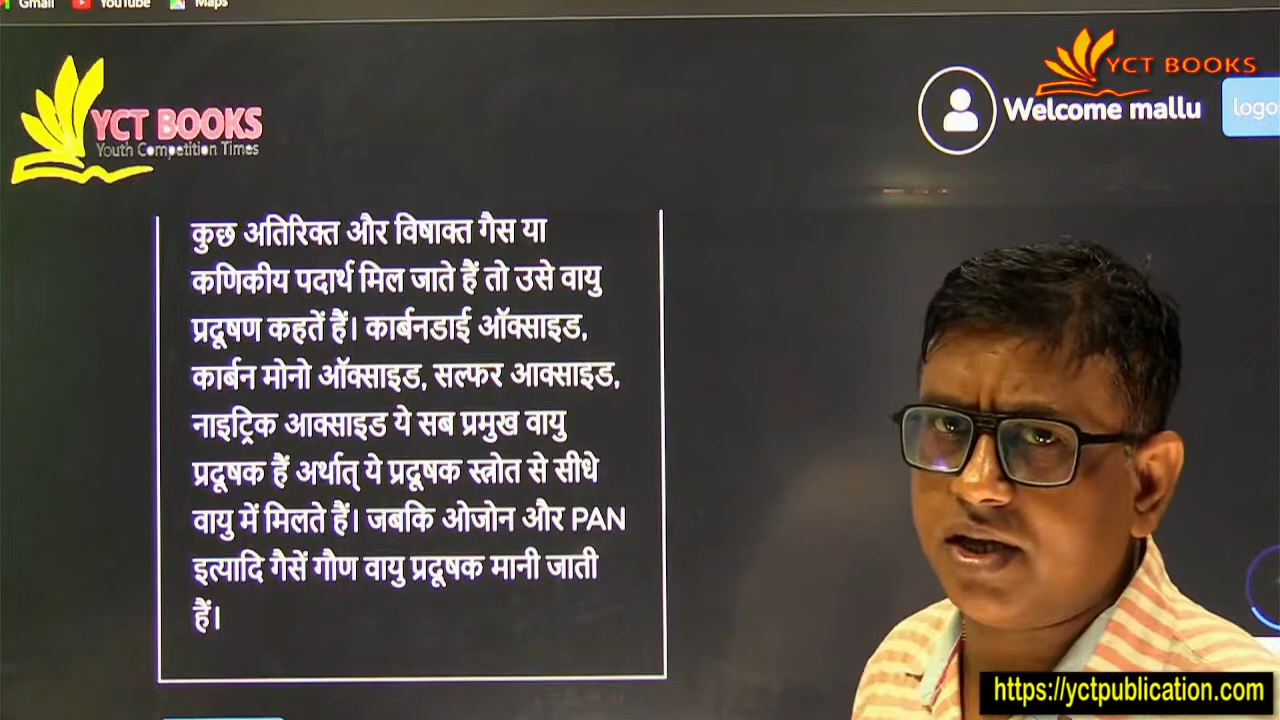 Gmail YouTube Maps
YCT BOOKS
YCT BOOKS
Youth Competition Times
Welcome mallu
logo
कुछ अतिरिक्त और विषाक्त गैस या
कणिकीय पदार्थ मिल जाते हैं तो उसे वायु
प्रदूषण कहतें हैं। कार्बनडाई ऑक्साइड,
कार्बन मोनो ऑक्साइड, सल्फर आक्साइड,
नाइट्रिक आक्साइड ये सब प्रमुख वायु
प्रदूषक हैं अर्थात् ये प्रदूषक स्त्रोत से सीधे
वायु में मिलते हैं। जबकि ओजोन और PAN
इत्यादि गैसें गौण वायु प्रदूषक मानी जाती
हैं।
https://yctpublication.com